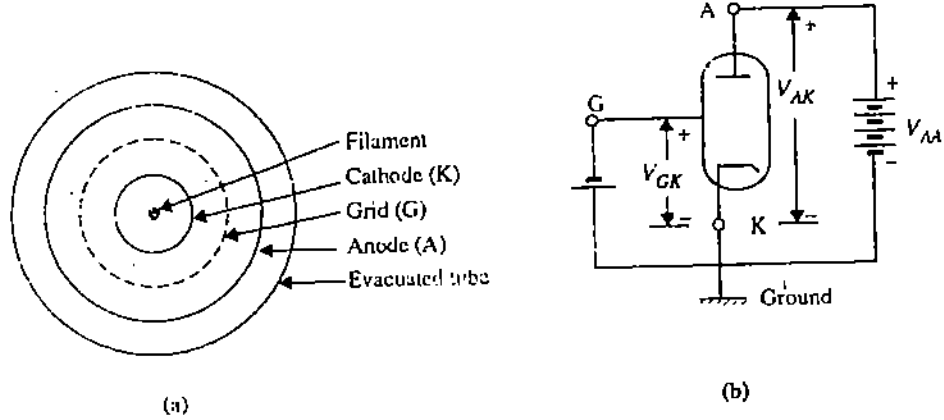 Filament
Cathode (K)
Grid (G)
Anode (A)
Evacuated tube
(a)
A
+
V_AK
+
V_AA
−
G
+
V_GK
=
K
−
Ground
(b)